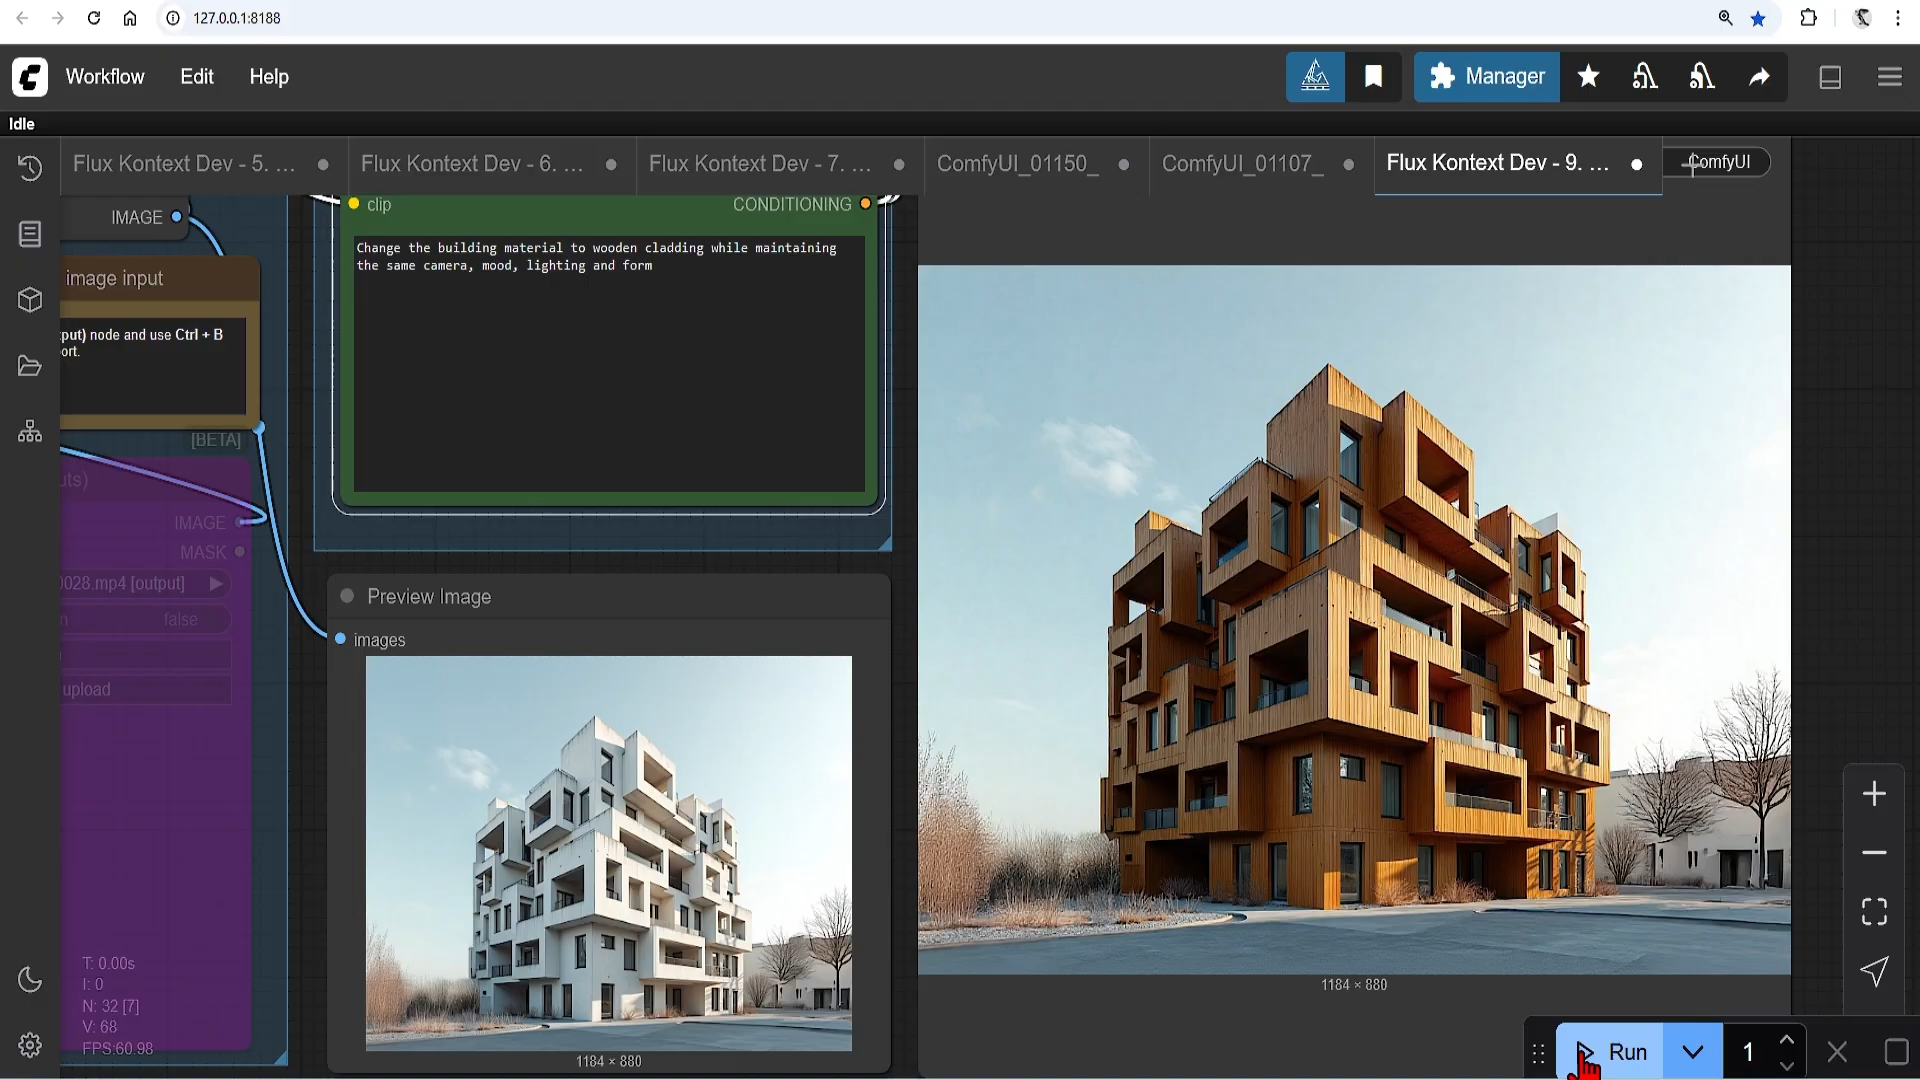 127.0.0.1:8188
Workflow
Edit
Help
Manager
Idle
Flux Kontext Dev - 5. ...
Flux Kontext Dev - 6. ...
Flux Kontext Dev - 7. ...
ComfyUI_01150_
ComfyUI_01107_
Flux Kontext Dev - 9. ...
ComfyUI
IMAGE
clip
CONDITIONING
Change the building material to wooden cladding while maintaining
the same camera, mood, lighting and form
image input
node and use Ctrl + B
[BETA]
IMAGE
MASK
0028.mp4 [output]
false
upload
Preview Image
images
1184 × 880
1184 × 880
T: 0.00s
I: 0
N: 32 [7]
V: 68
FPS:60.98
Run
1